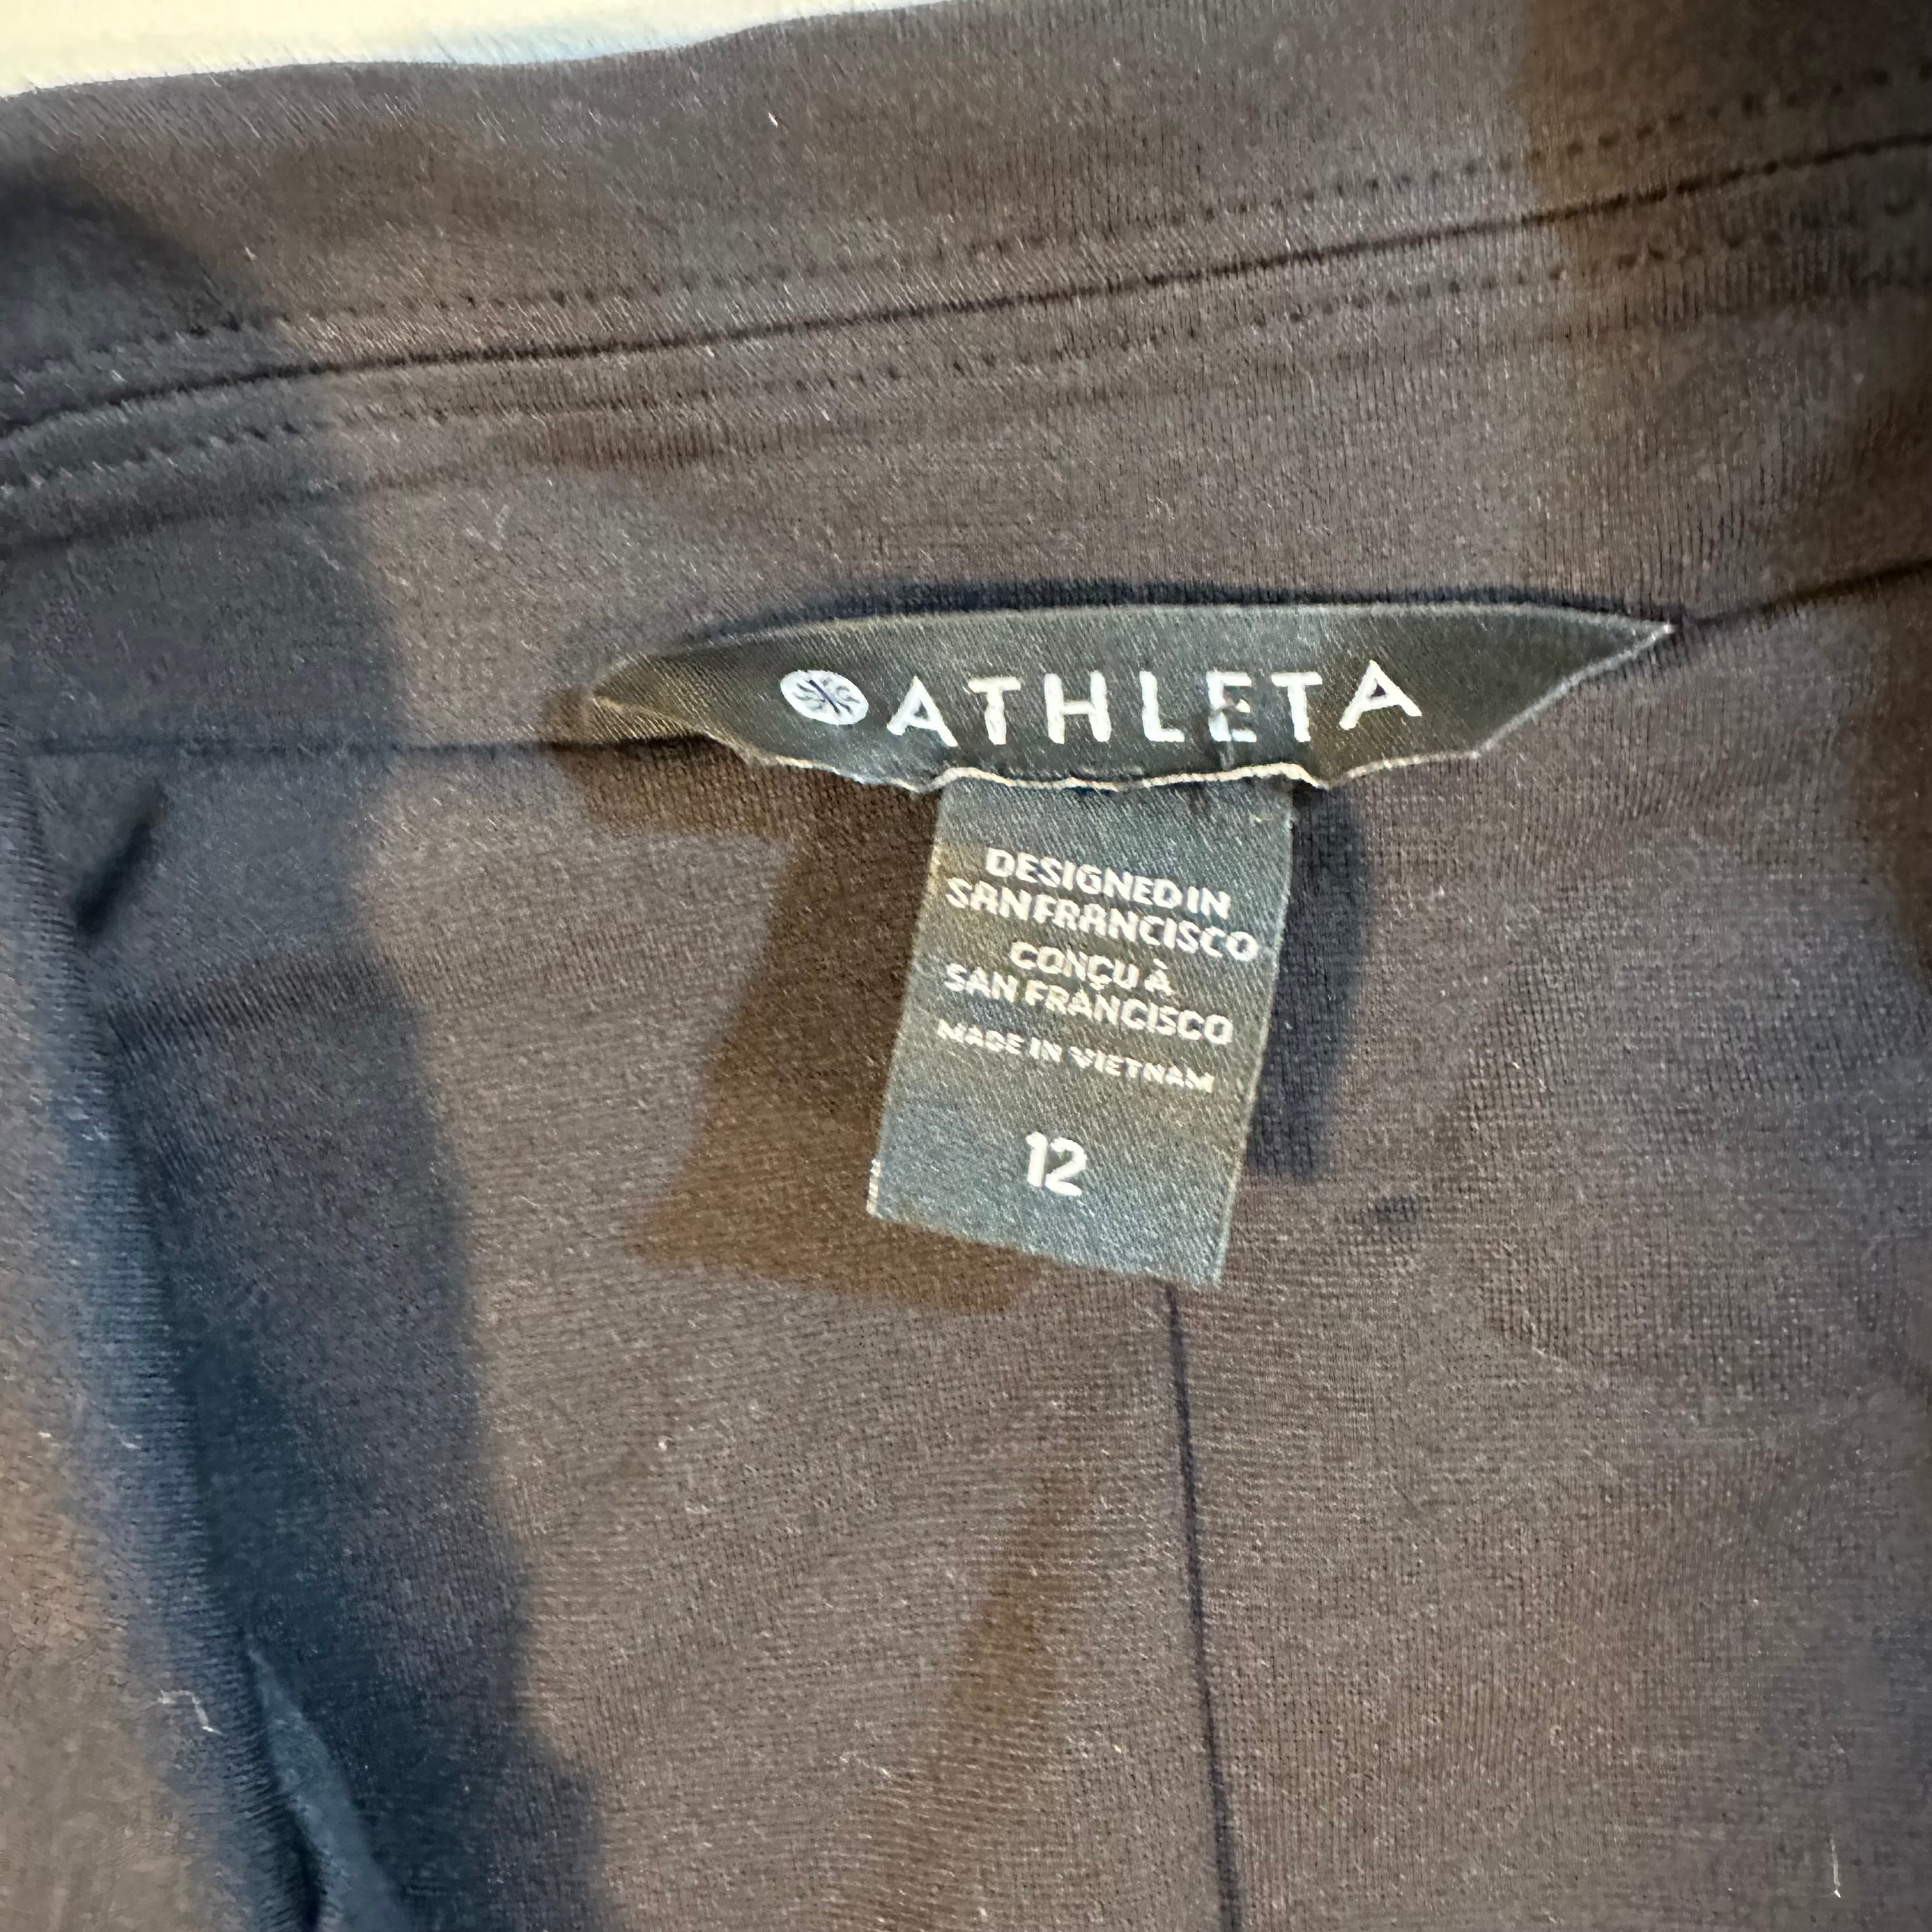 ATHLETA
DESIGNED IN
SAN FRANCISCO
CONÇU À
SAN FRANCISCO
MADE IN VIETNAM
12